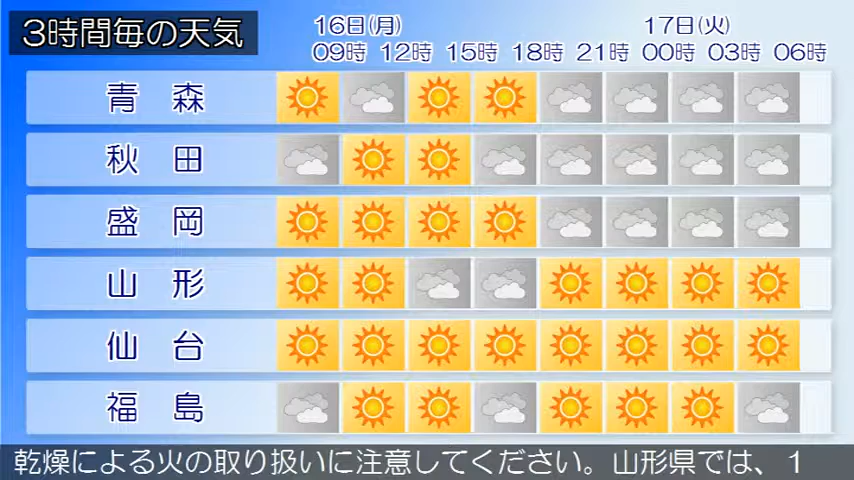 3時間毎の天気
16日(月) 17日(火)
09時 12時 15時 18時 21時 00時 03時 06時
青森
秋田
盛岡
山形
仙台
福島
乾燥による火の取り扱いに注意してください。山形県では、1